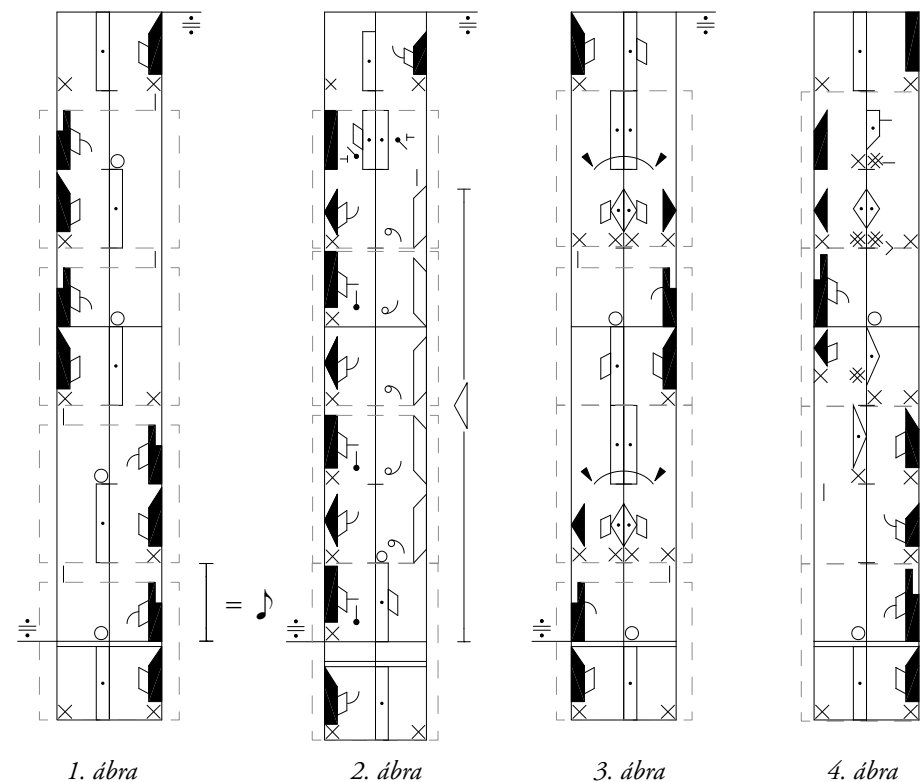 = ♪
1. ábra
2. ábra
3. ábra
4. ábra